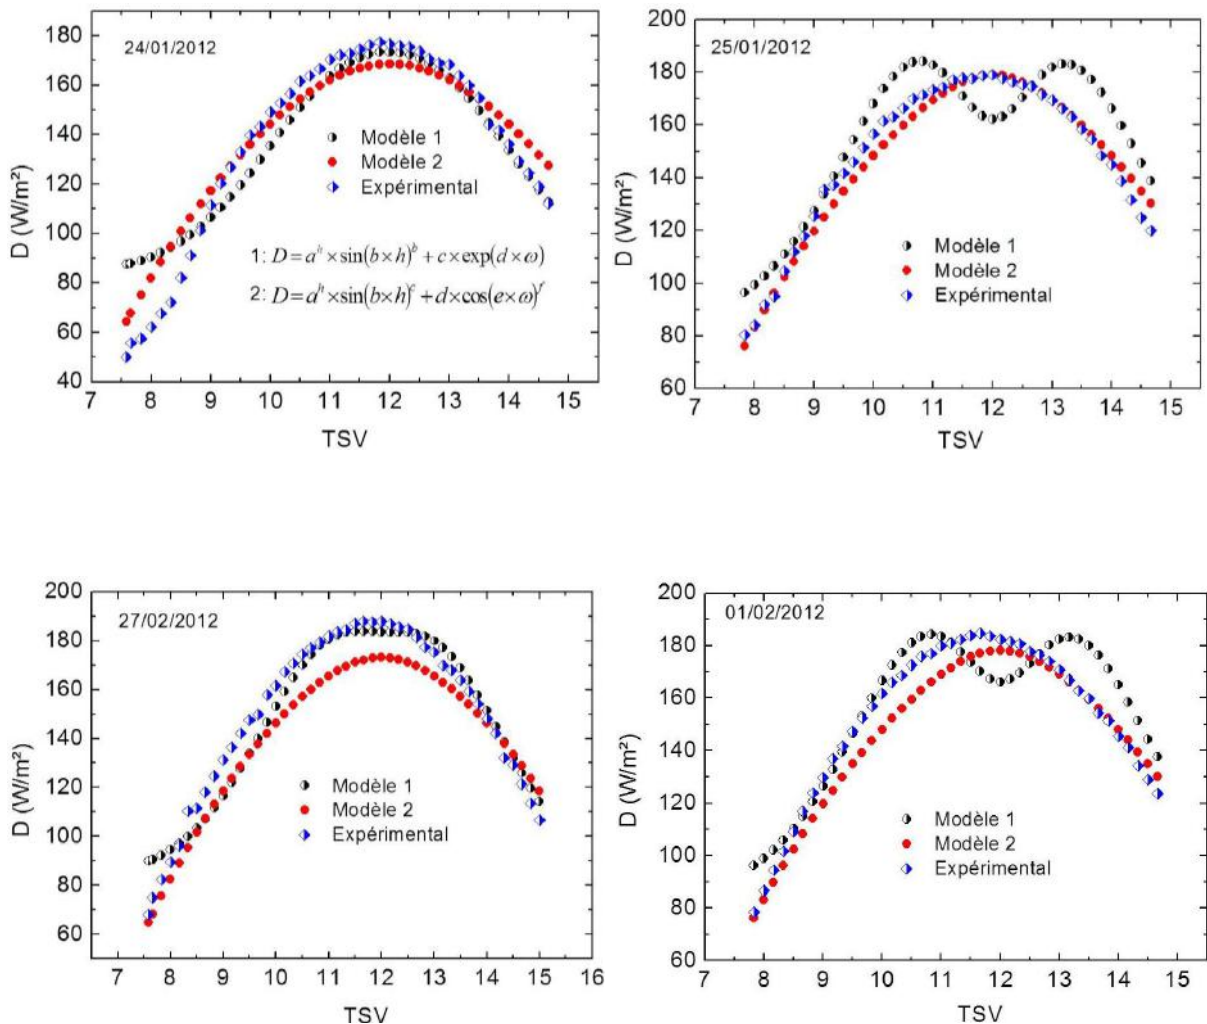 24/01/2012
180
160
140
120
100
80
60
40
D (W/m²)
Modèle 1
Modèle 2
Expérimental
1: D = a^h × sin(b×h)^b + c × exp(d×ω)
2: D = a^h × sin(b×h)^c + d × cos(e×ω)^f
7 8 9 10 11 12 13 14 15
TSV
25/01/2012
200
180
160
140
120
100
80
60
D (W/m²)
Modèle 1
Modèle 2
Expérimental
7 8 9 10 11 12 13 14 15
TSV
27/02/2012
200
180
160
140
120
100
80
60
D (W/m²)
Modèle 1
Modèle 2
Expérimental
7 8 9 10 11 12 13 14 15 16
TSV
01/02/2012
200
180
160
140
120
100
80
60
D (W/m²)
Modèle 1
Modèle 2
Expérimental
7 8 9 10 11 12 13 14 15
TSV